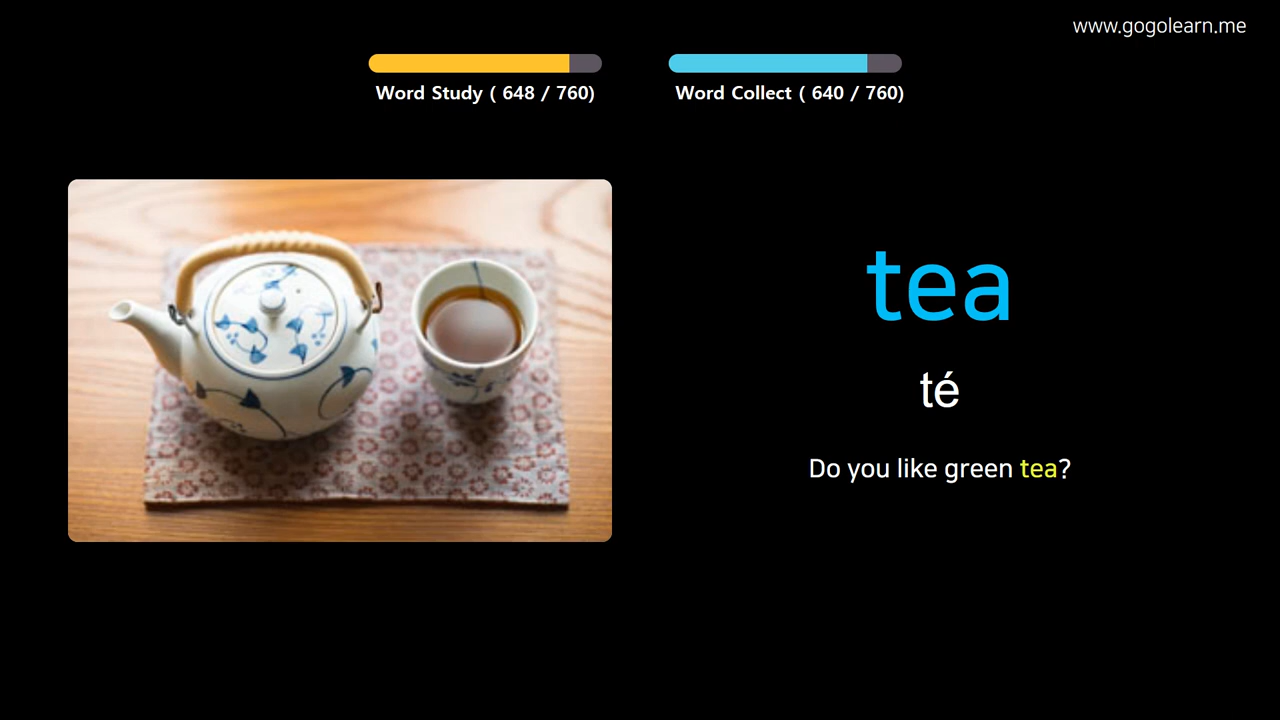 www.gogolearn.me
Word Study ( 648 / 760)
Word Collect ( 640 / 760)
tea
té
Do you like green tea?